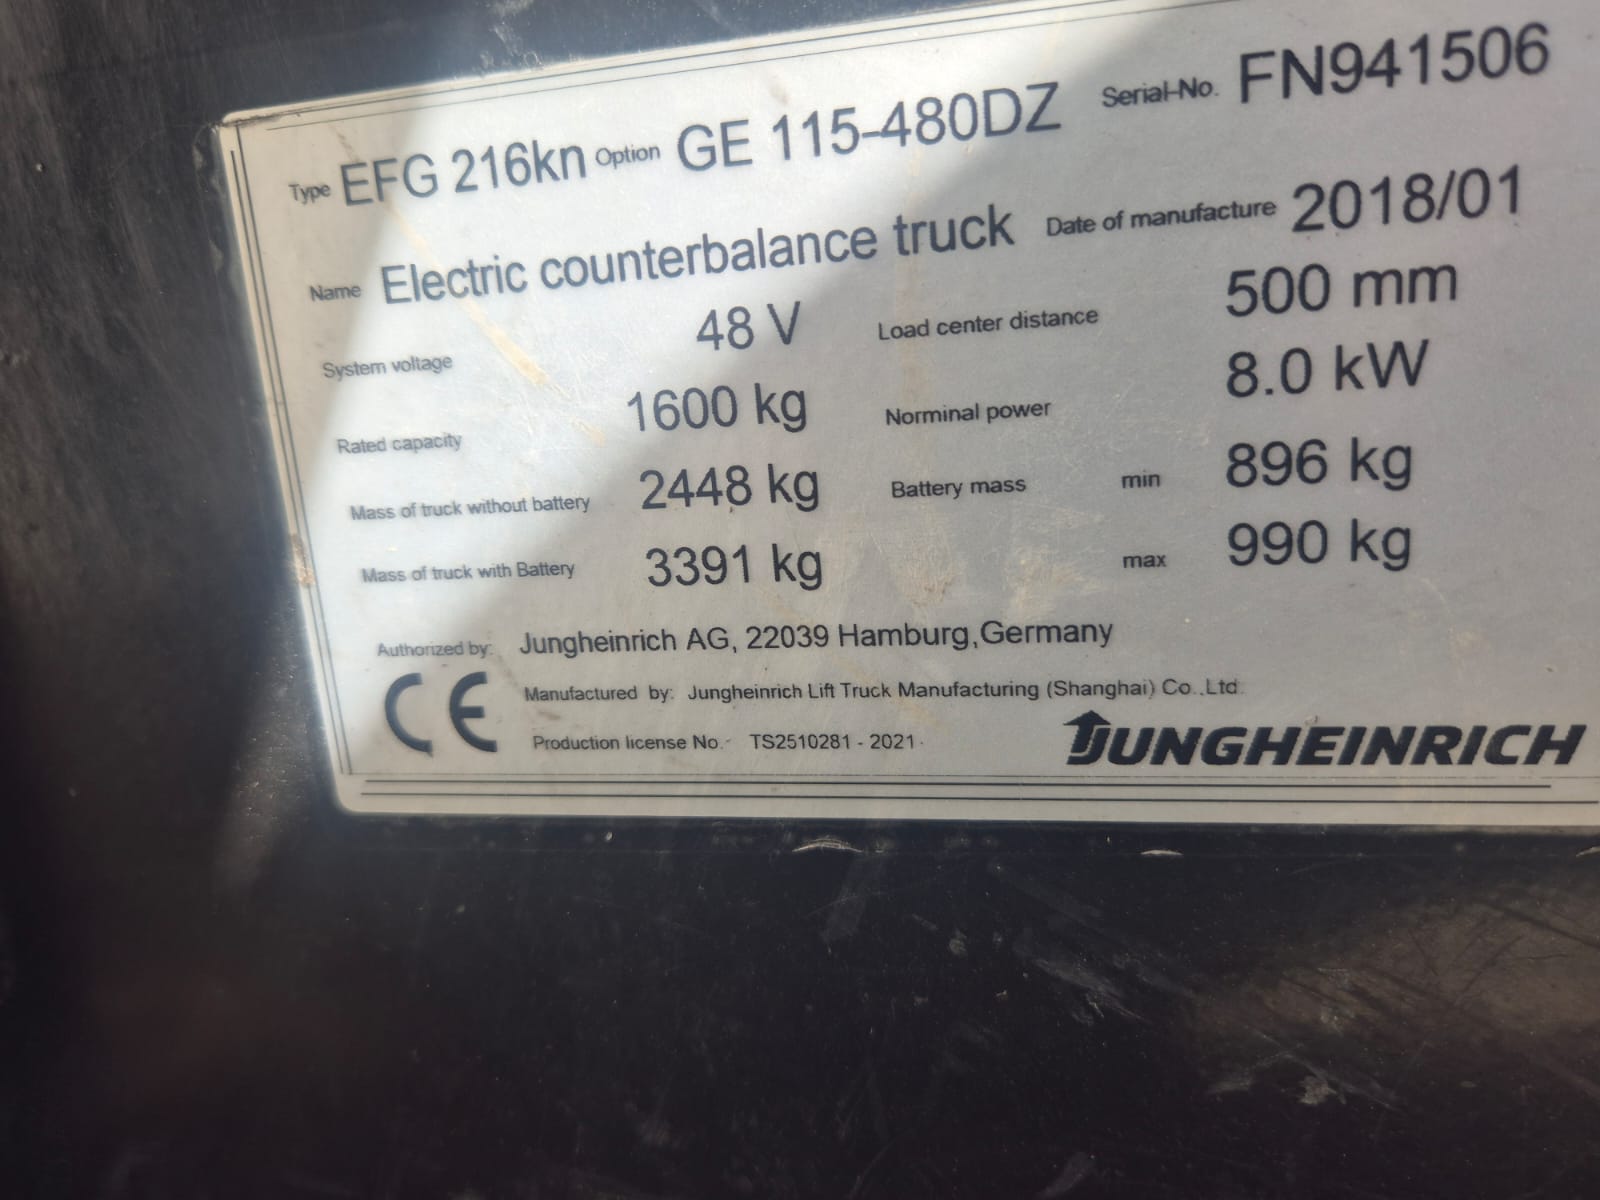 Type EFG 216kn Option GE 115-480DZ Serial-No. FN941506
Name Electric counterbalance truck Date of manufacture 2018/01
System voltage 48 V Load center distance 500 mm
Rated capacity 1600 kg Norminal power 8.0 kW
Mass of truck without battery 2448 kg Battery mass min 896 kg
Mass of truck with Battery 3391 kg max 990 kg
Authorized by: Jungheinrich AG, 22039 Hamburg,Germany
CE Manufactured by: Jungheinrich Lift Truck Manufacturing (Shanghai) Co.,Ltd.
Production license No.- TS2510281 - 2021
JUNGHEINRICH